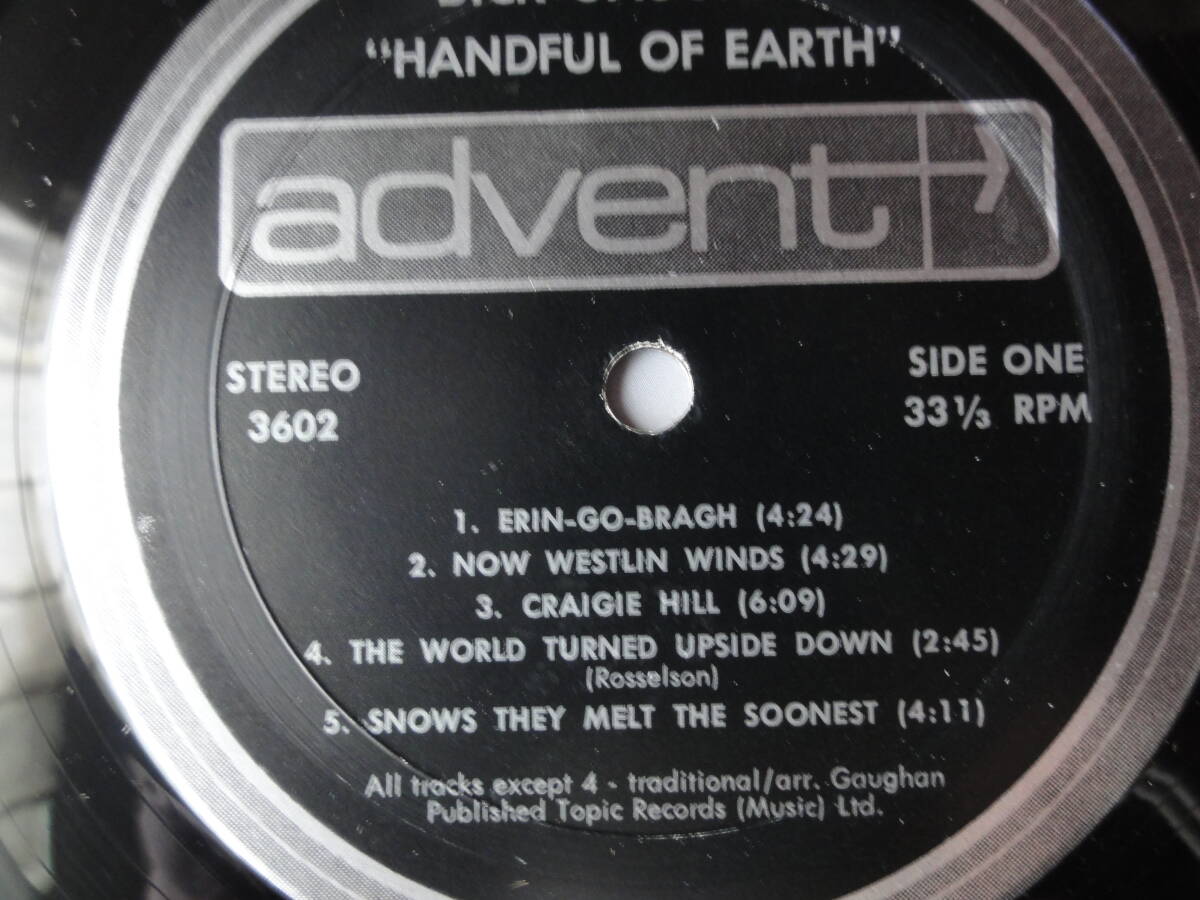 "HANDFUL OF EARTH"
advent
STEREO
3602
SIDE ONE
33 1/3 RPM
1. ERIN-GO-BRAGH (4:24)
2. NOW WESTLIN WINDS (4:29)
3. CRAIGIE HILL (6:09)
4. THE WORLD TURNED UPSIDE DOWN (2:45)
(Rosselson)
5. SNOWS THEY MELT THE SOONEST (4:11)
All tracks except 4 - traditional/arr. Gaughan
Published Topic Records (Music) Ltd.